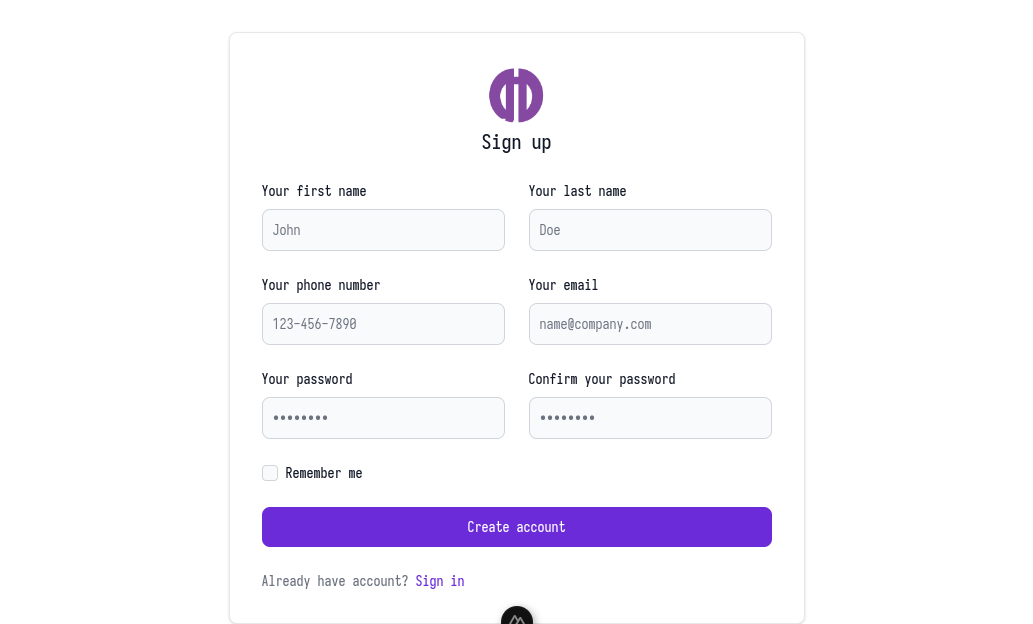 Sign up
Your first name
Your last name
John
Doe
Your phone number
Your email
123-456-7890
name@company.com
Your password
Confirm your password
••••••••
••••••••
Remember me
Create account
Already have account? Sign in